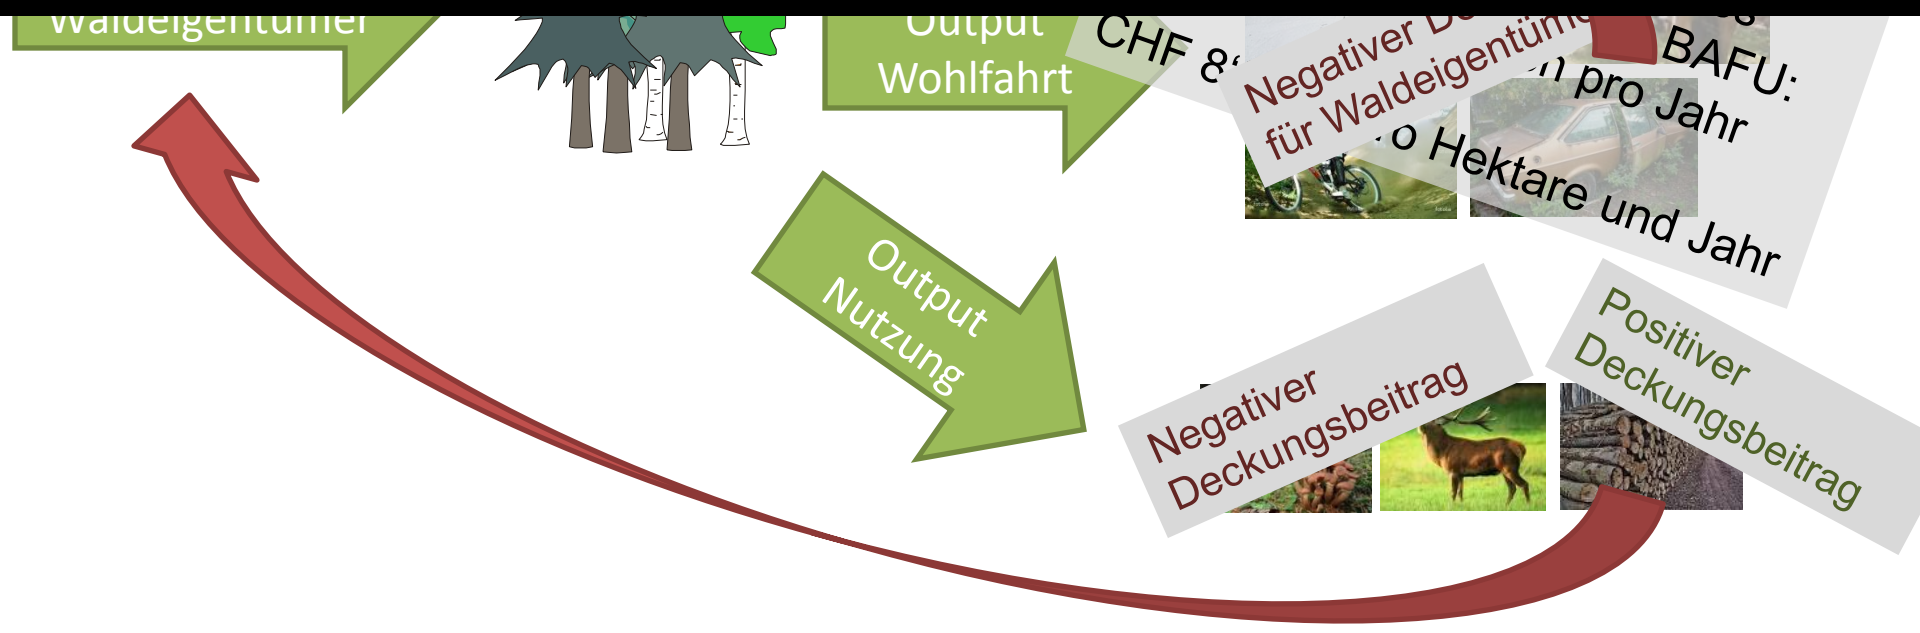 Waldeigentümer
Output
Wohlfahrt
CHF 8‘
BAFU:
pro Jahr
Hektare und Jahr
Negativer
für Waldeigentüm
Output
Nutzung
Negativer
Deckungsbeitrag
Positiver
Deckungsbeitrag